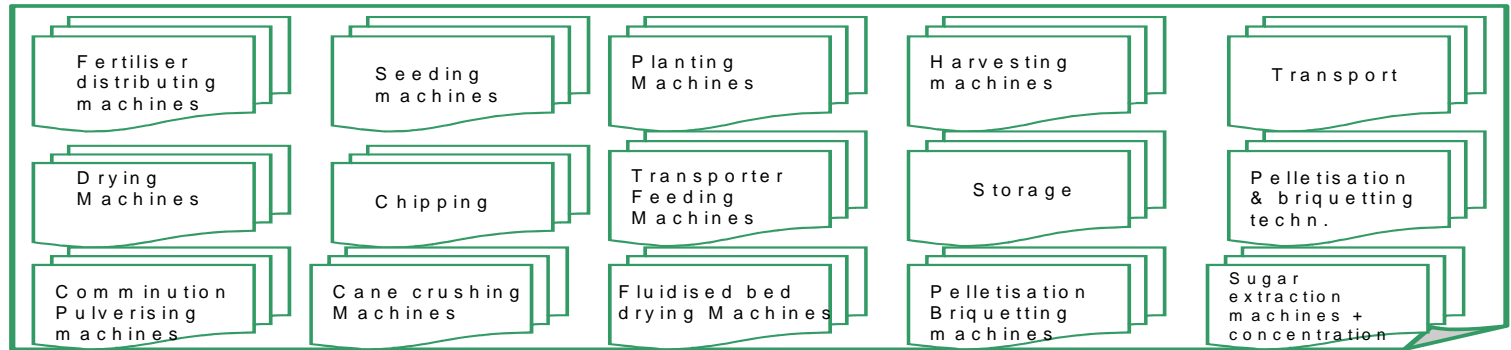 Fertiliser
distributing
machines
Seeding
machines
Planting
Machines
Harvesting
machines
Transport
Drying
Machines
Chipping
Transporter
Feeding
Machines
Storage
Pelletisation
& briquetting
techn.
Comminution
Pulverising
machines
Cane crushing
Machines
Fluidised bed
drying Machines
Pelletisation
Briquetting
machines
Sugar
extraction
machines +
concentration